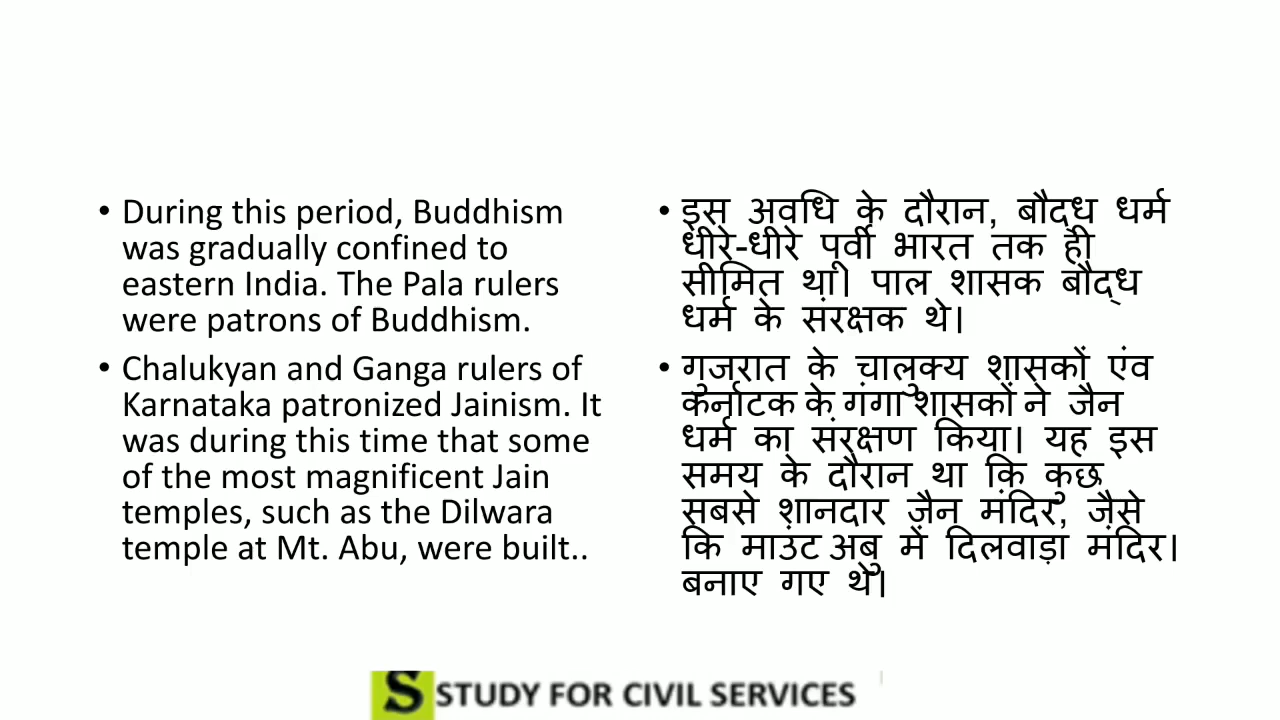 • During this period, Buddhism
was gradually confined to
eastern India. The Pala rulers
were patrons of Buddhism.
• Chalukyan and Ganga rulers of
Karnataka patronized Jainism. It
was during this time that some
of the most magnificent Jain
temples, such as the Dilwara
temple at Mt. Abu, were built..
• इस अवधि के दौरान, बौद्ध धर्म
धीरे-धीरे पूर्वी भारत तक ही
सीमित था। पाल शासक बौद्ध
धर्म के संरक्षक थे।
• गुजरात के चालुक्य शासकों एंव
कर्नाटक के गंगा शासकों ने जैन
धर्म का संरक्षण किया। यह इस
समय के दौरान था कि कुछ
सबसे शानदार जैन मंदिर, जैसे
कि माउंट अबु में दिलवाड़ा मंदिर।
बनाए गए थे।
S STUDY FOR CIVIL SERVICES